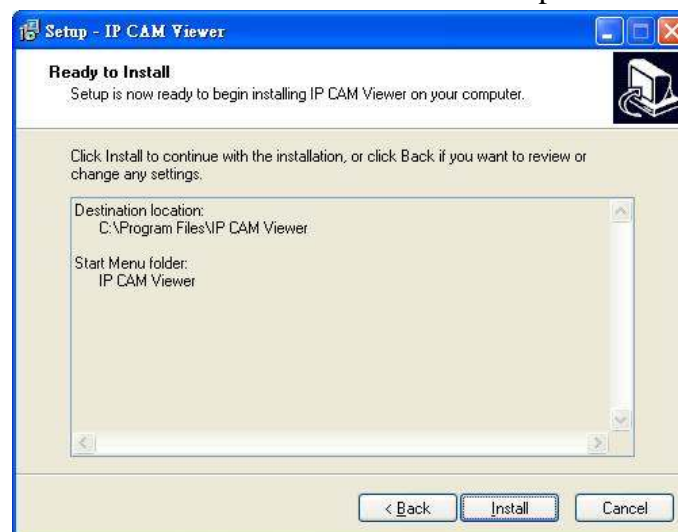 Setup - IP CAM Viewer
Ready to Install
Setup is now ready to begin installing IP CAM Viewer on your computer.
Click Install to continue with the installation, or click Back if you want to review or
change any settings.
Destination location:
C:\Program Files\IP CAM Viewer
Start Menu folder:
IP CAM Viewer
< Back
Install
Cancel